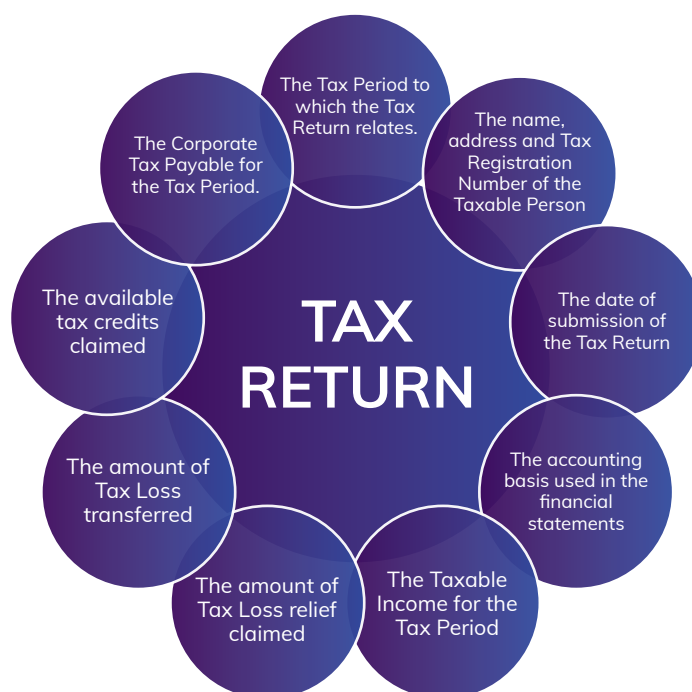 The Tax Period to
which the Tax
Return relates.
The name,
address and Tax
Registration
Number of the
Taxable Person
The date of
submission of
the Tax Return
The accounting
basis used in the
financial
statements
The Taxable
Income for the
Tax Period
The amount of
Tax Loss relief
claimed
The amount of
Tax Loss
transferred
The available
tax credits
claimed
The Corporate
Tax Payable for
the Tax Period.
TAX
RETURN